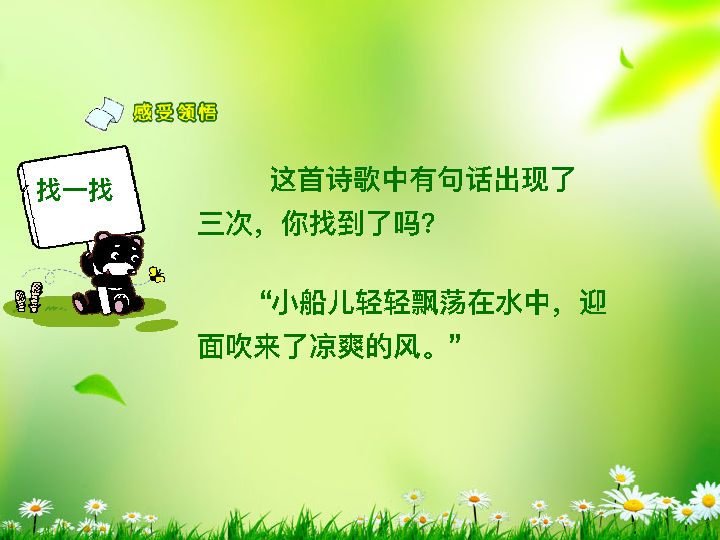 感受领悟
找一找
这首诗歌中有句话出现了
三次，你找到了吗？
“小船儿轻轻飘荡在水中，迎
面吹来了凉爽的风。”